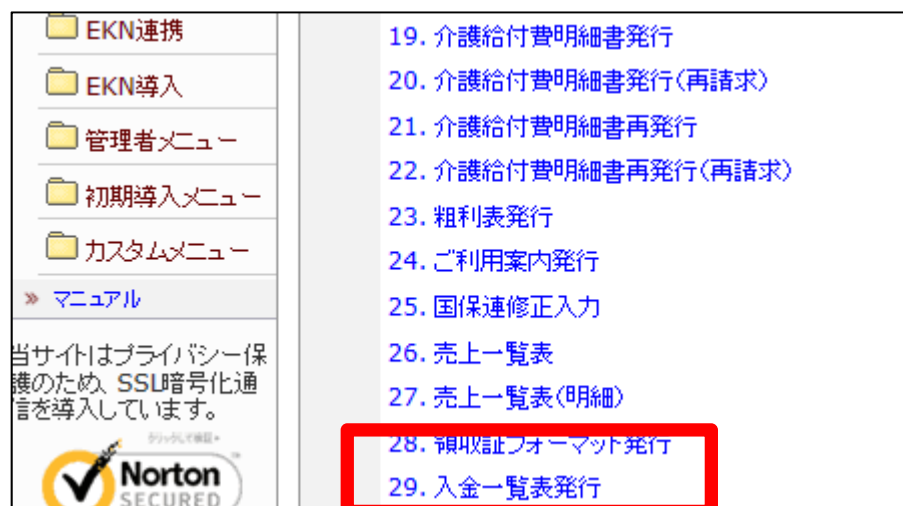 EKN連携
EKN導入
管理者メニュー
初期導入メニュー
カスタムメニュー
» マニュアル
当サイトはプライバシー保
護のため、SSL暗号化通
信を導入しています。
クリックして検証
Norton
SECURED
19. 介護給付費明細書発行
20. 介護給付費明細書発行(再請求)
21. 介護給付費明細書再発行
22. 介護給付費明細書再発行(再請求)
23. 粗利表発行
24. ご利用案内発行
25. 国保連修正入力
26. 売上一覧表
27. 売上一覧表(明細)
28. 領収証フォーマット発行
29. 入金一覧表発行